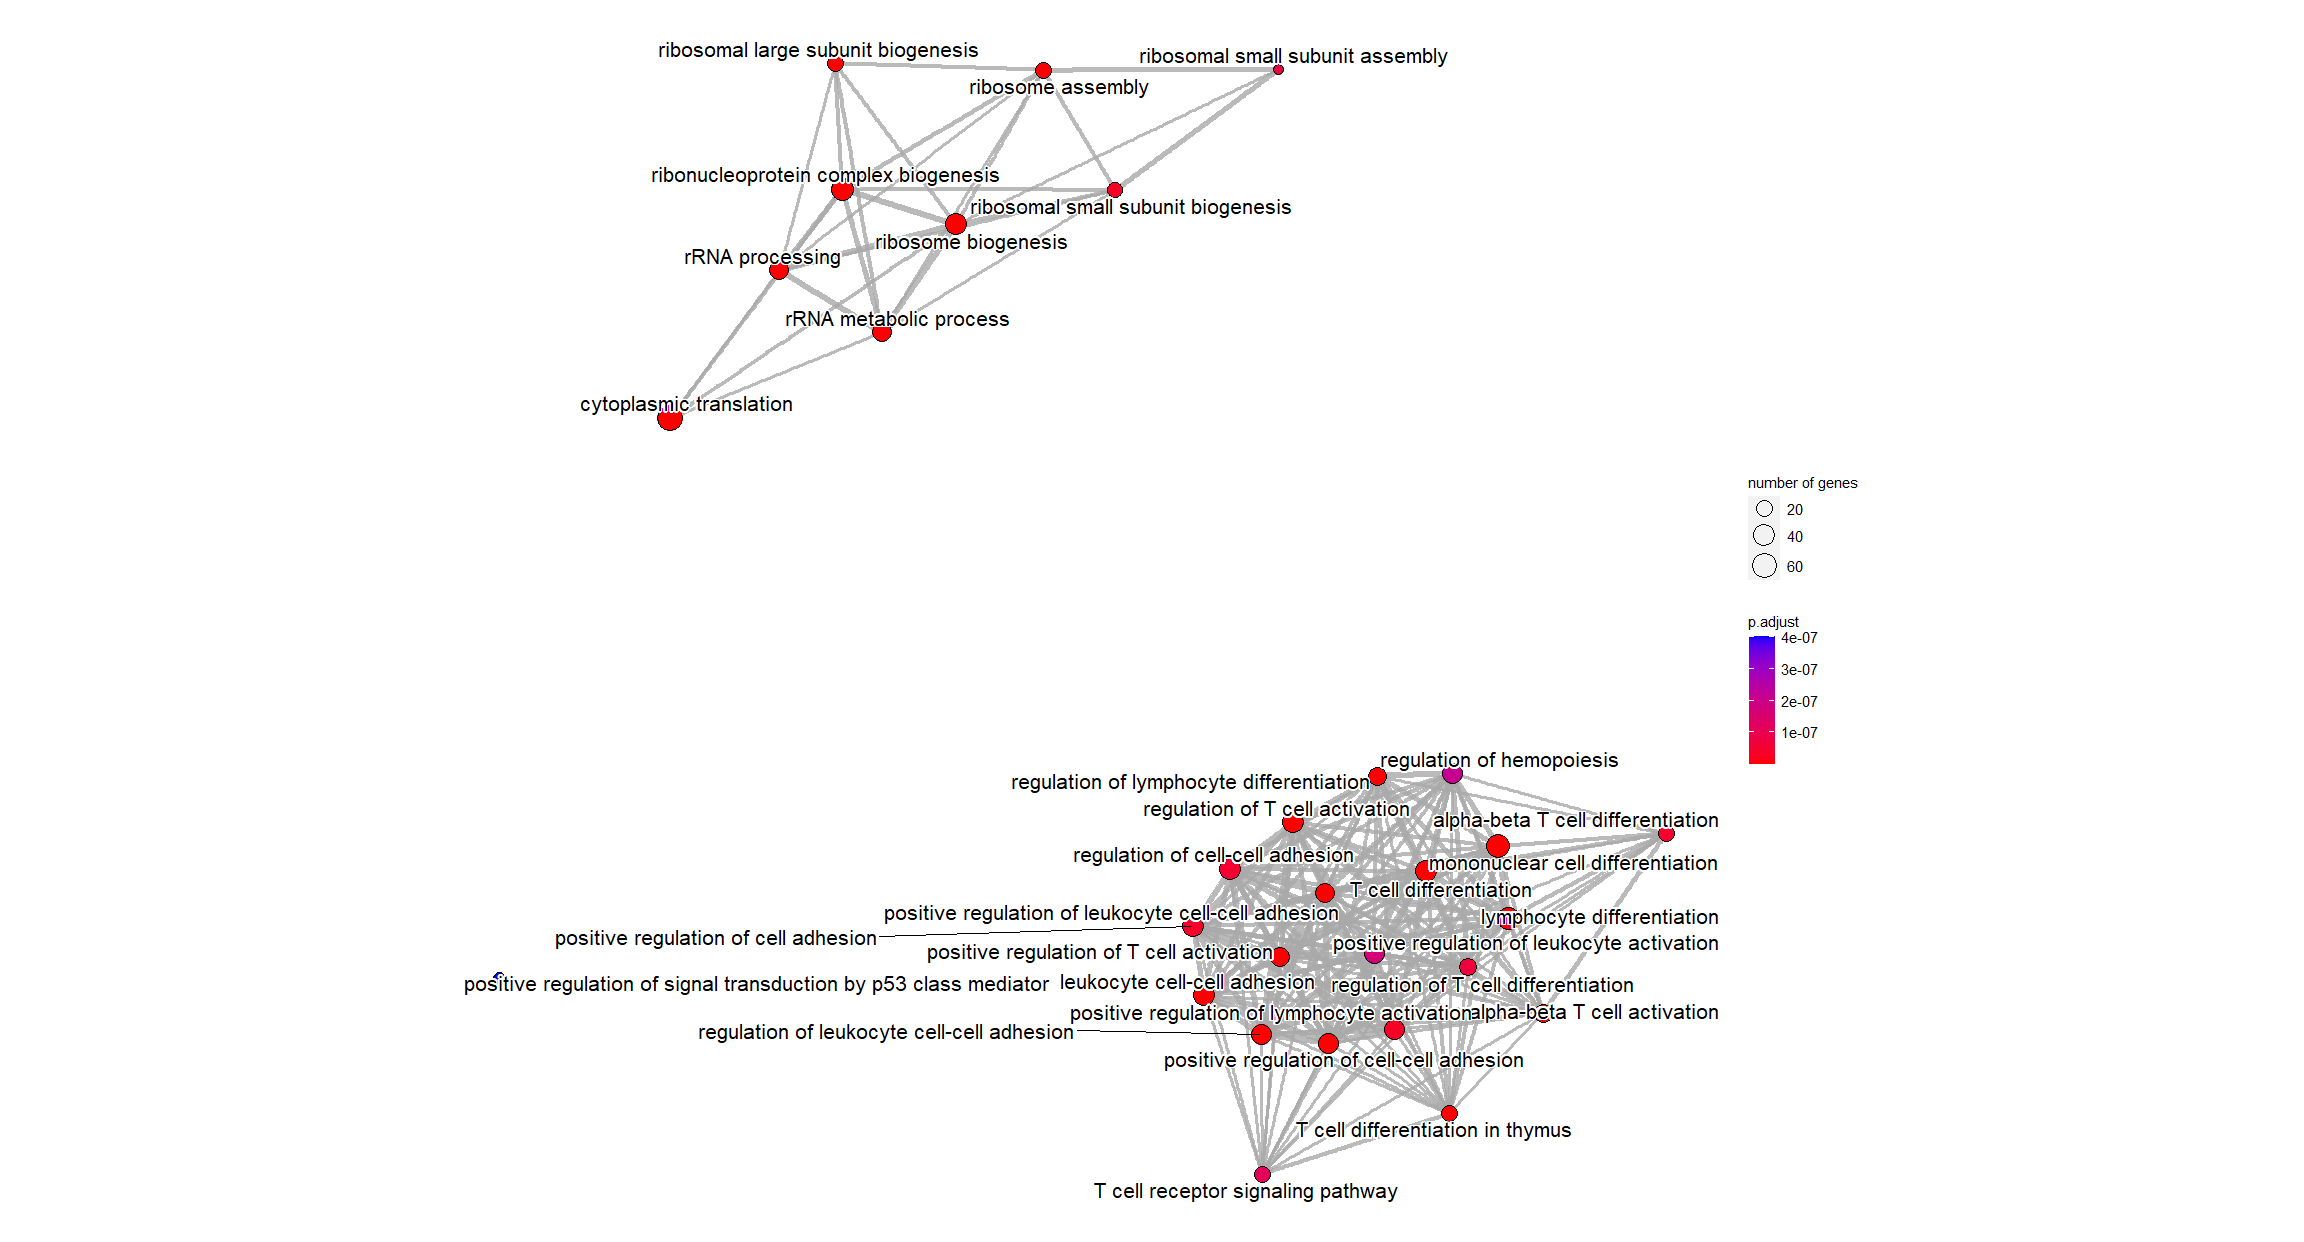 ribosomal large subunit biogenesis
ribosomal small subunit assembly
ribosome assembly
ribonucleoprotein complex biogenesis
ribosomal small subunit biogenesis
ribosome biogenesis
rRNA processing
rRNA metabolic process
cytoplasmic translation
number of genes
20
40
60
p.adjust
4e-07
3e-07
2e-07
1e-07
regulation of hemopoiesis
regulation of lymphocyte differentiation
regulation of T cell activation
alpha-beta T cell differentiation
regulation of cell-cell adhesion
mononuclear cell differentiation
T cell differentiation
positive regulation of leukocyte cell-cell adhesion
lymphocyte differentiation
positive regulation of cell adhesion
positive regulation of leukocyte activation
positive regulation of T cell activation
positive regulation of signal transduction by p53 class mediator
leukocyte cell-cell adhesion
regulation of T cell differentiation
positive regulation of lymphocyte activation
alpha-beta T cell activation
regulation of leukocyte cell-cell adhesion
positive regulation of cell-cell adhesion
T cell differentiation in thymus
T cell receptor signaling pathway